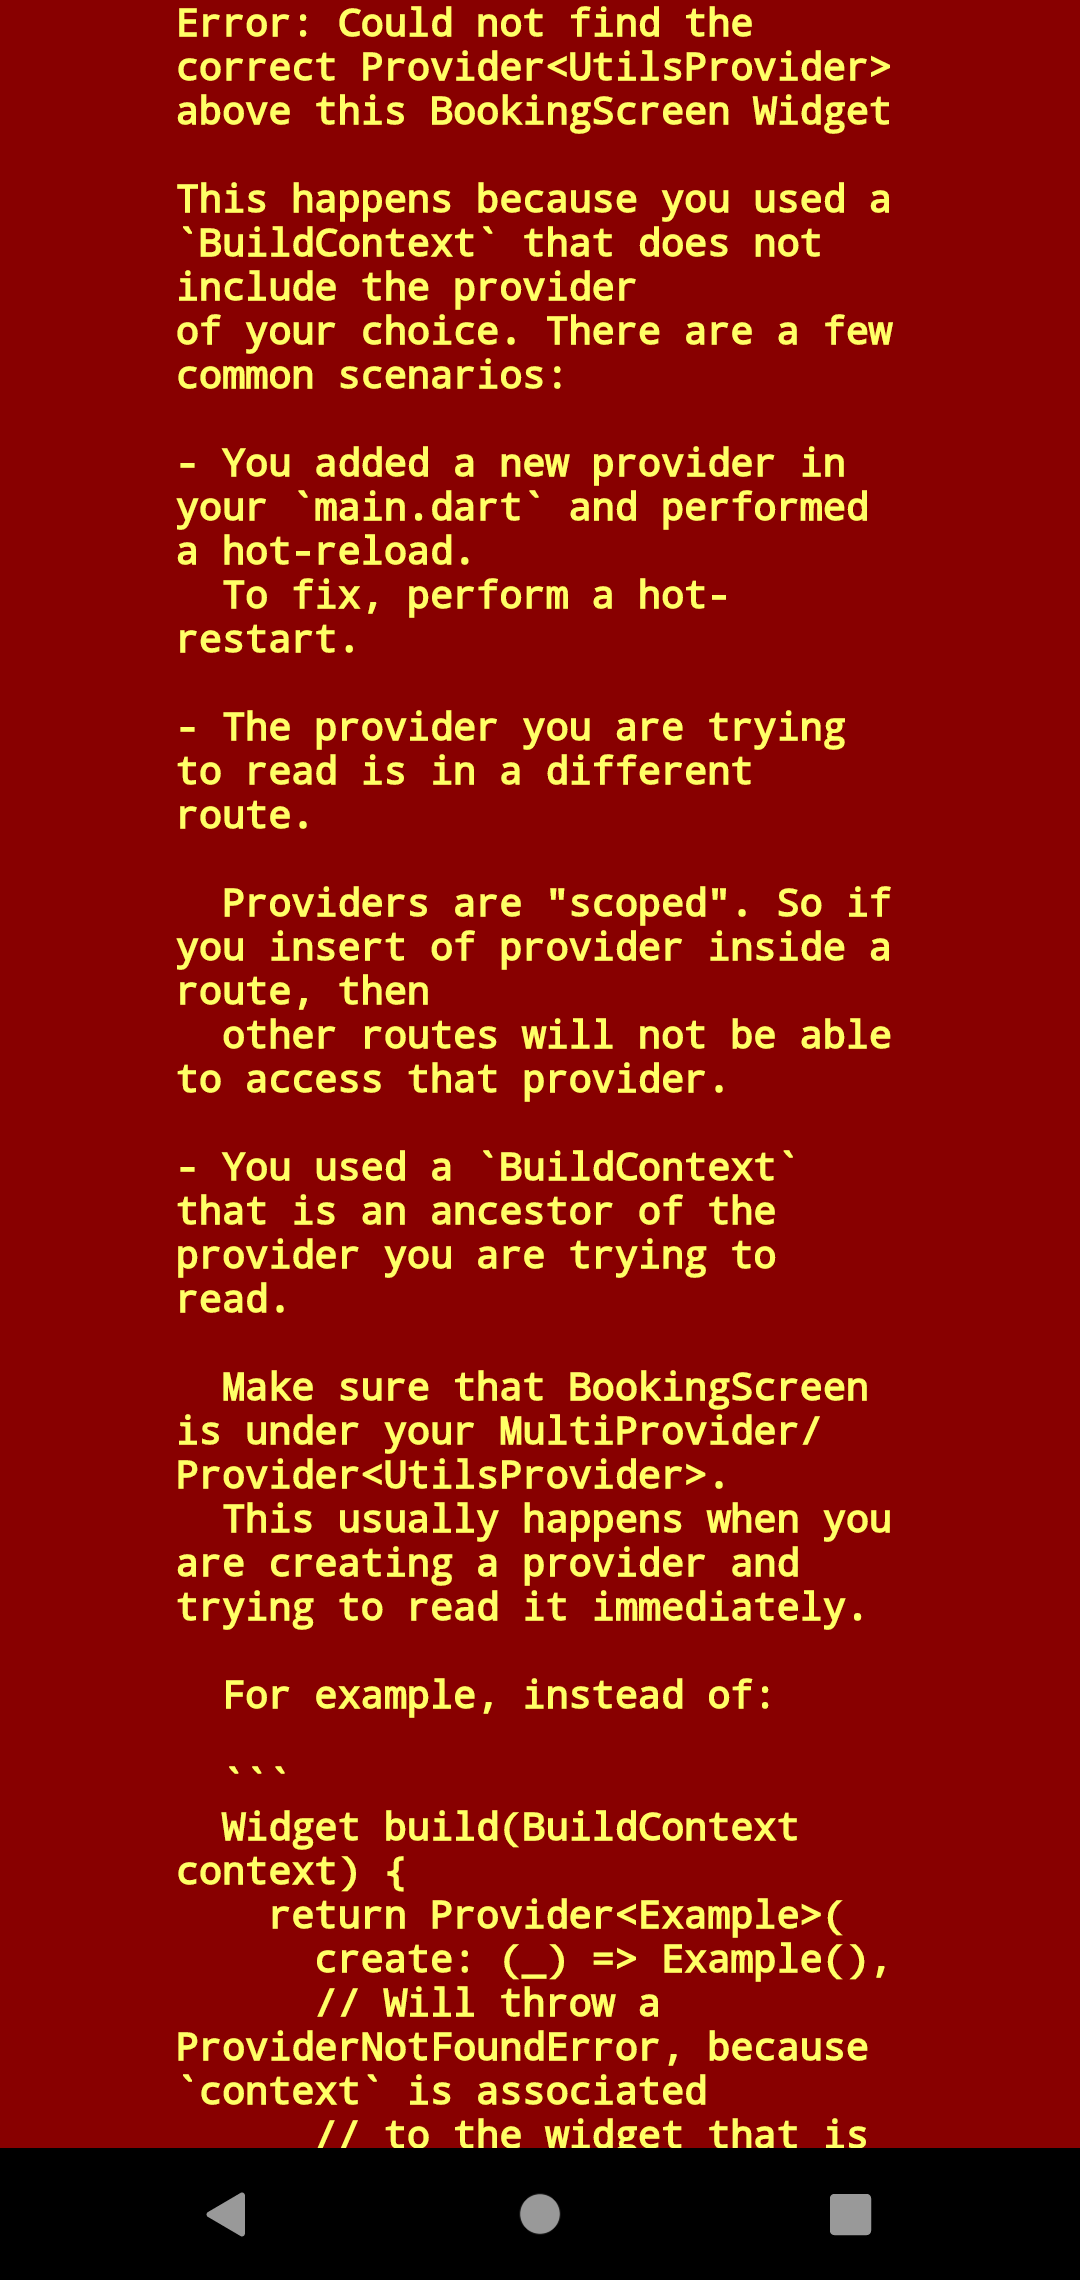 Error: Could not find the
correct Provider<UtilsProvider>
above this BookingScreen Widget
This happens because you used a
`BuildContext` that does not
include the provider
of your choice. There are a few
common scenarios:
- You added a new provider in
your `main.dart` and performed
a hot-reload.
To fix, perform a hot-
restart.
- The provider you are trying
to read is in a different
route.
Providers are "scoped". So if
you insert of provider inside a
route, then
other routes will not be able
to access that provider.
- You used a `BuildContext`
that is an ancestor of the
provider you are trying to
read.
Make sure that BookingScreen
is under your MultiProvider/
Provider<UtilsProvider>.
This usually happens when you
are creating a provider and
trying to read it immediately.
For example, instead of:
```
Widget build(BuildContext
context) {
return Provider<Example>(
create: (_) => Example(),
// Will throw a
ProviderNotFoundError, because
`context` is associated
// to the widget that is